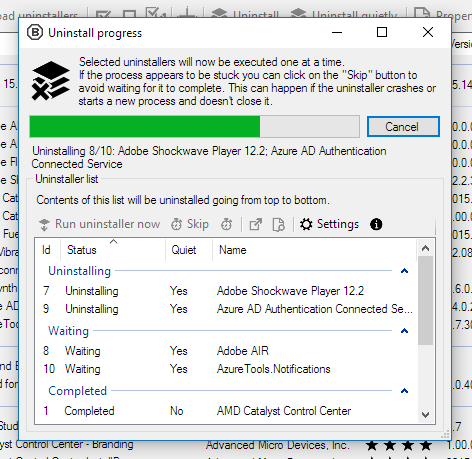 Load uninstallers
Uninstall
Uninstall quietly
Uninstall progress
Selected uninstallers will now be executed one at a time.
If the process appears to be stuck you can click on the "Skip" button to
avoid waiting for it to complete. This can happen if the uninstaller crashes or
starts a new process and doesn't close it.
Cancel
Uninstalling 8/10: Adobe Shockwave Player 12.2; Azure AD Authentication
Connected Service
Uninstaller list
Contents of this list will be uninstalled going from top to bottom.
Run uninstaller now Skip Settings
Id Status Quiet Name
Uninstalling
7 Uninstalling Yes Adobe Shockwave Player 12.2
9 Uninstalling Yes Azure AD Authentication Connected Se...
Waiting
8 Waiting Yes Adobe AIR
10 Waiting Yes AzureTools.Notifications
Completed
1 Completed No AMD Catalyst Control Center
Control Center - Branding Advanced Micro Devices, Inc.